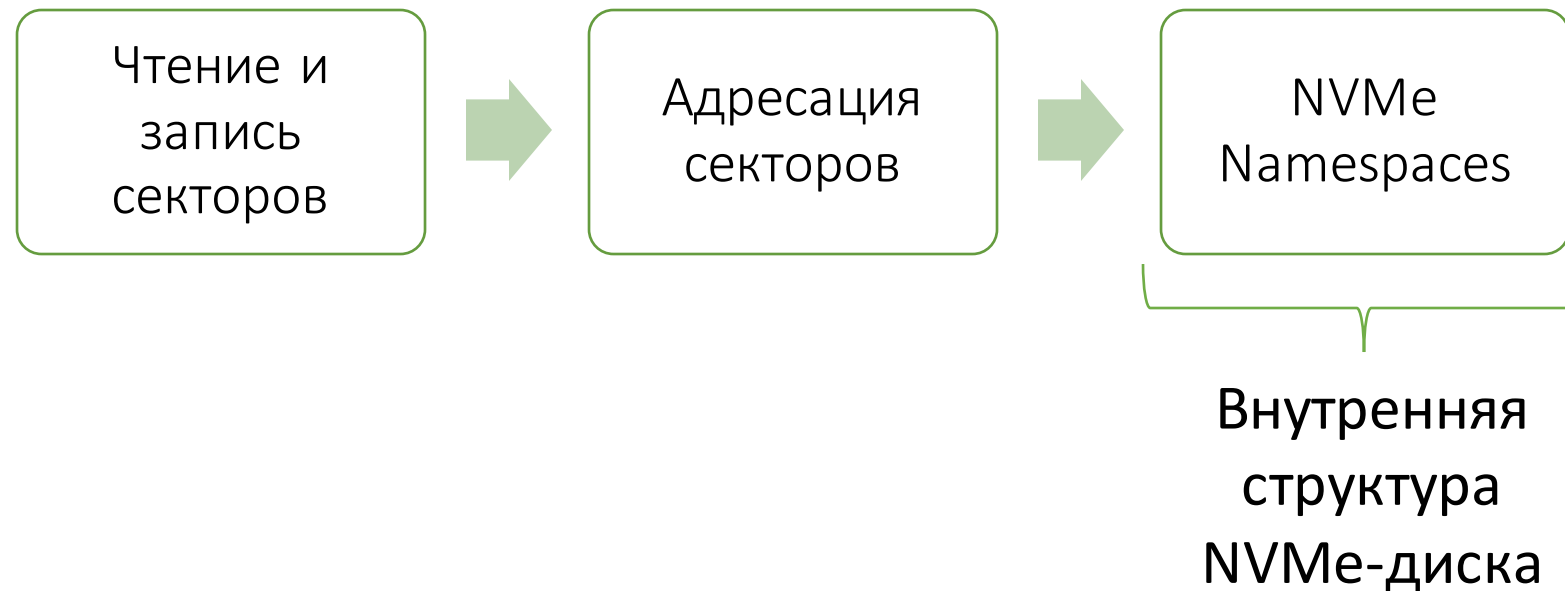 Чтение и
запись
секторов
Адресация
секторов
NVMe
Namespaces
Внутренняя
структура
NVMe-диска